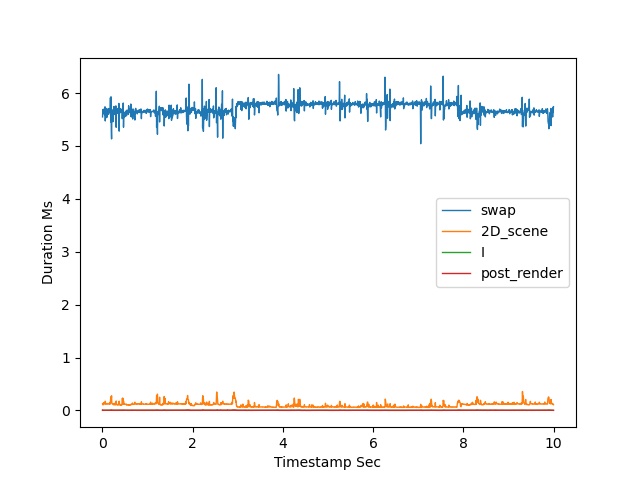 6
5
4
3
2
1
0
Duration Ms
swap
2D_scene
I
post_render
0 2 4 6 8 10
Timestamp Sec